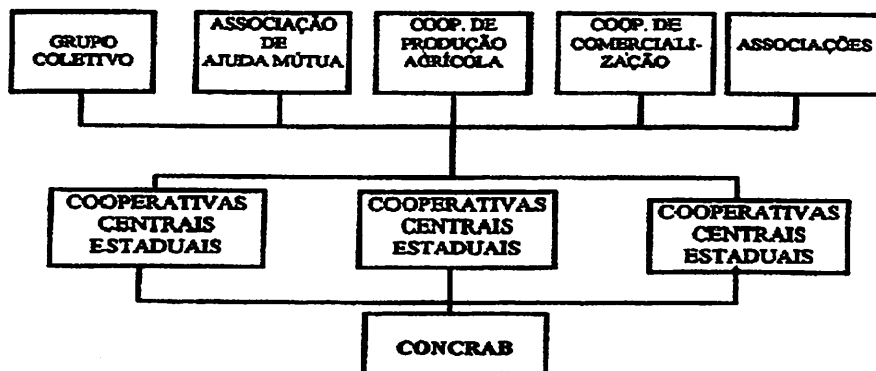 GRUPO
COLETIVO
ASSOCIAÇÃO
DE
AJUDA MÚTUA
COOP. DE
PRODUÇÃO
AGRÍCOLA
COOP. DE
COMERCIALI-
ZAÇÃO
ASSOCIAÇÕES
COOPERATIVAS
CENTRAIS
ESTADUAIS
COOPERATIVAS
CENTRAIS
ESTADUAIS
COOPERATIVAS
CENTRAIS
ESTADUAIS
CONCRAB